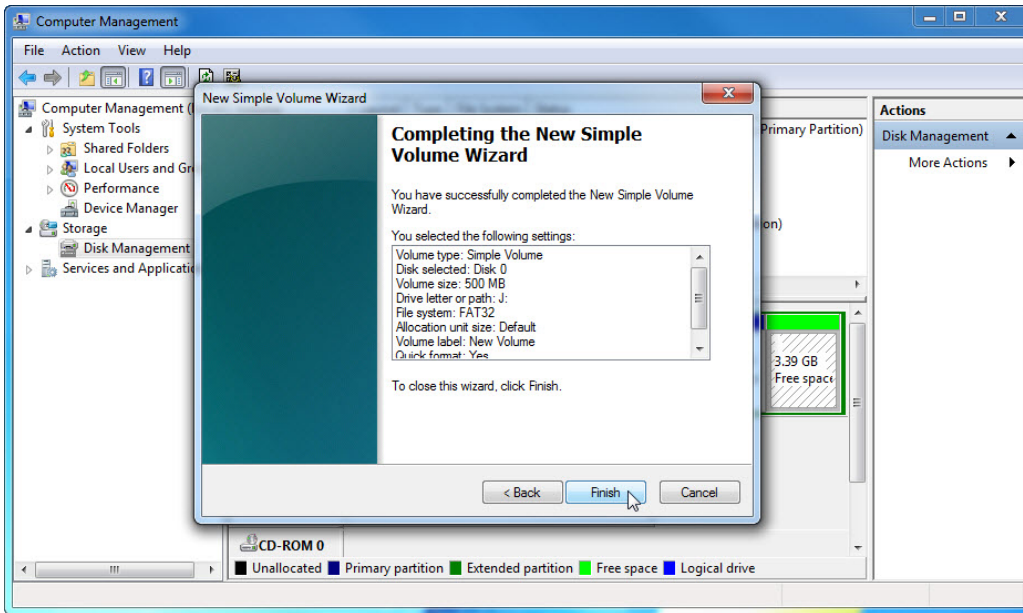 Computer Management
File Action View Help
New Simple Volume Wizard
Computer Management (
System Tools
Shared Folders
Local Users and Gr
Performance
Device Manager
Storage
Disk Management
Services and Applicati
Completing the New Simple
Volume Wizard
You have successfully completed the New Simple Volume
Wizard.
You selected the following settings:
Volume type: Simple Volume
Disk selected: Disk 0
Volume size: 500 MB
Drive letter or path: J:
File system: FAT32
Allocation unit size: Default
Volume label: New Volume
Quick format: Yes
To close this wizard, click Finish.
< Back Finish Cancel
Primary Partition)
on)
3.39 GB
Free space
Actions
Disk Management
More Actions
CD-ROM 0
Unallocated Primary partition Extended partition Free space Logical drive